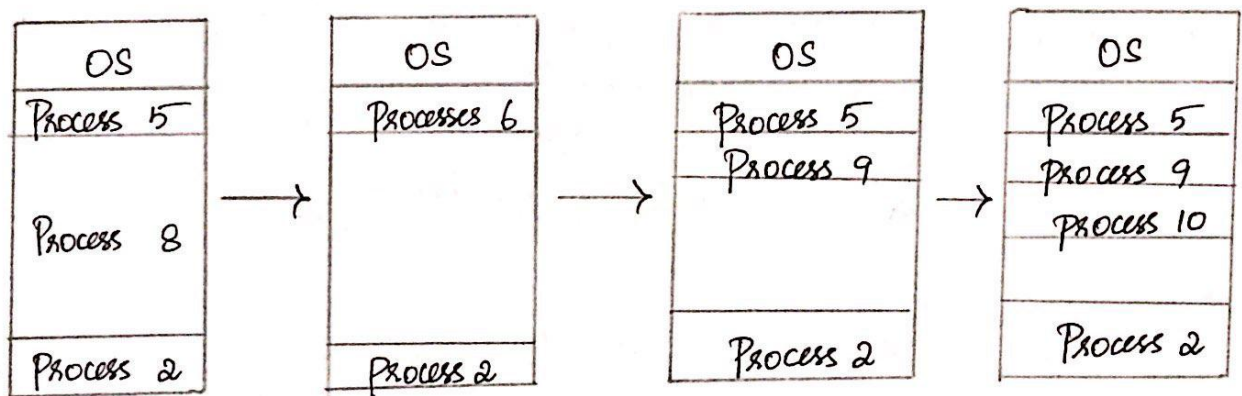 OS
Process 5
Process 8
Process 2
OS
Processes 6
Process 2
OS
Process 5
Process 9
Process 2
OS
Process 5
Process 9
Process 10
Process 2